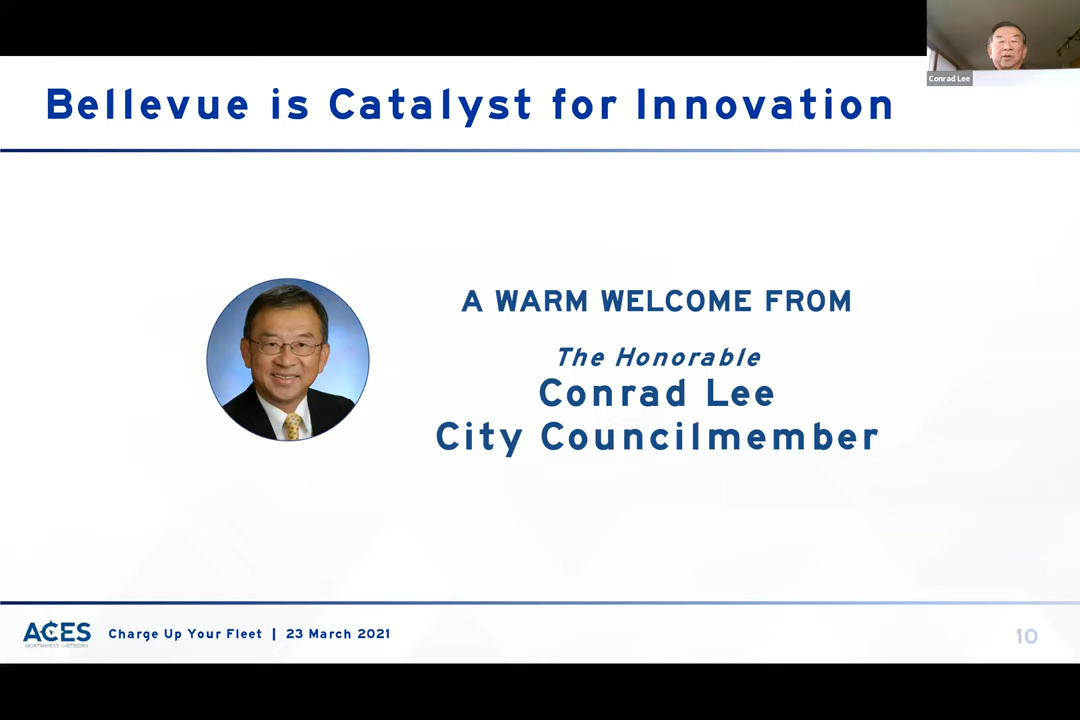 Conrad Lee
Bellevue is Catalyst for Innovation
A WARM WELCOME FROM
The Honorable
Conrad Lee
City Councilmember
ACES
NORTHWEST NETWORK
Charge Up Your Fleet | 23 March 2021
10